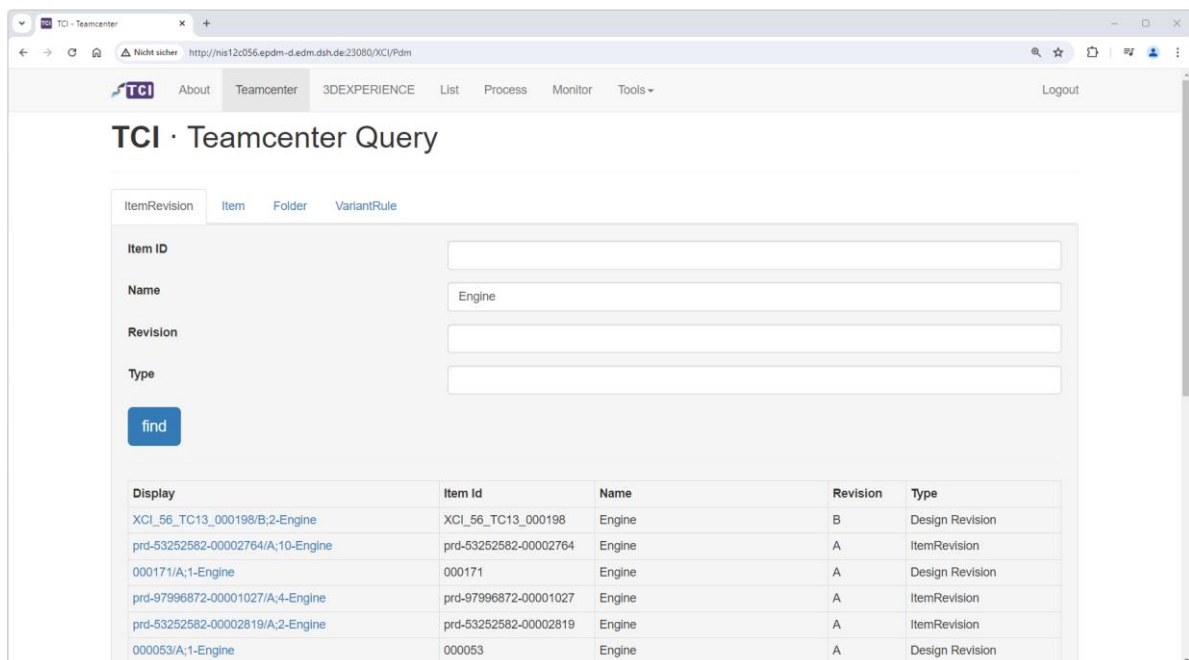 TCI TCI - Teamcenter
Nicht sicher http://nis12c056.epdm-d.edm.dsh.de:23080/XCI/Pdm
TCI About Teamcenter 3DEXPERIENCE List Process Monitor Tools Logout
TCI · Teamcenter Query
ItemRevision Item Folder VariantRule
Item ID
Name Engine
Revision
Type
find
Display Item Id Name Revision Type
XCI_56_TC13_000198/B;2-Engine XCI_56_TC13_000198 Engine B Design Revision
prd-53252582-00002764/A;10-Engine prd-53252582-00002764 Engine A ItemRevision
000171/A;1-Engine 000171 Engine A Design Revision
prd-97996872-00001027/A;4-Engine prd-97996872-00001027 Engine A ItemRevision
prd-53252582-00002819/A;2-Engine prd-53252582-00002819 Engine A ItemRevision
000053/A;1-Engine 000053 Engine A Design Revision